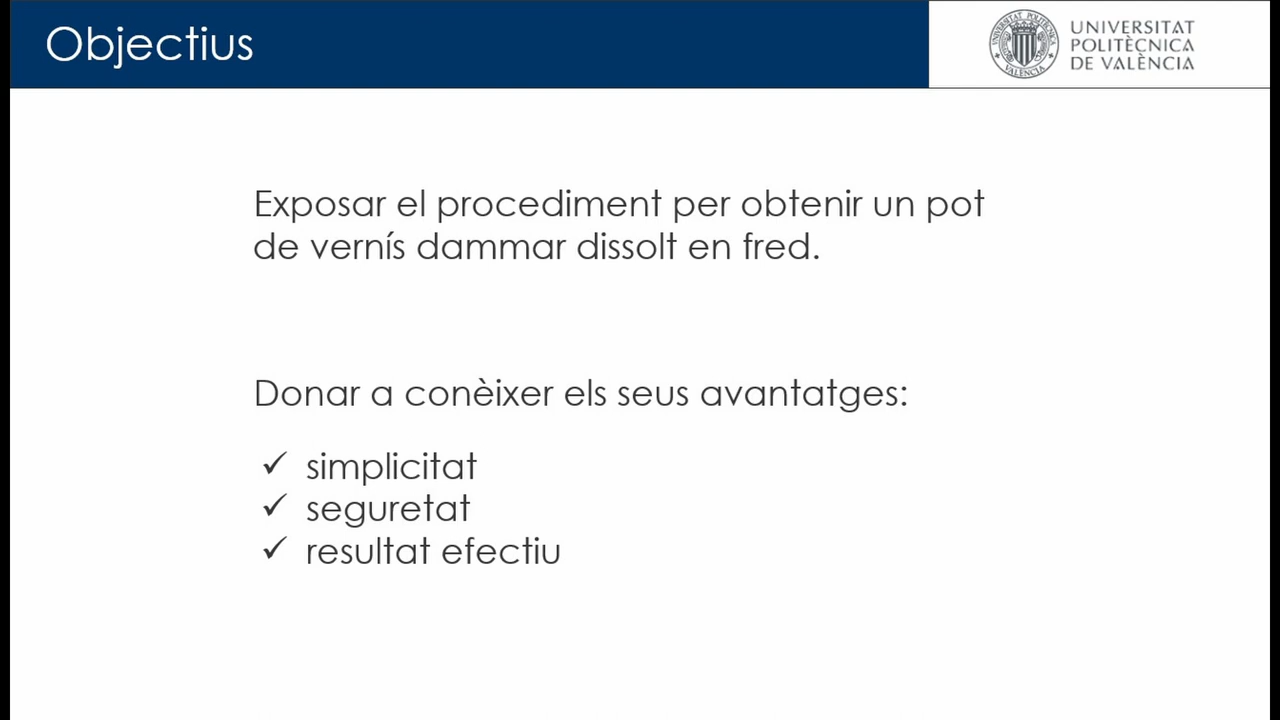 Objectius
UNIVERSITAT
POLITÈCNICA
DE VALÈNCIA
Exposar el procediment per obtenir un pot
de vernís dammar dissolt en fred.
Donar a conèixer els seus avantatges:
✓ simplicitat
✓ seguretat
✓ resultat efectiu